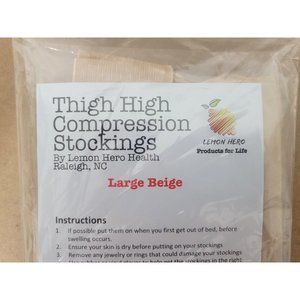 Thigh High
Compression
Stockings
By Lemon Hero Health
Raleigh, NC
LEMON HERO
Products for Life
Large Beige
Instructions
1. If possible put them on when you first get out of bed, before
swelling occurs.
2. Ensure your skin is dry before putting on your stockings
3. Remove any jewelry or rings that could damage your stockings